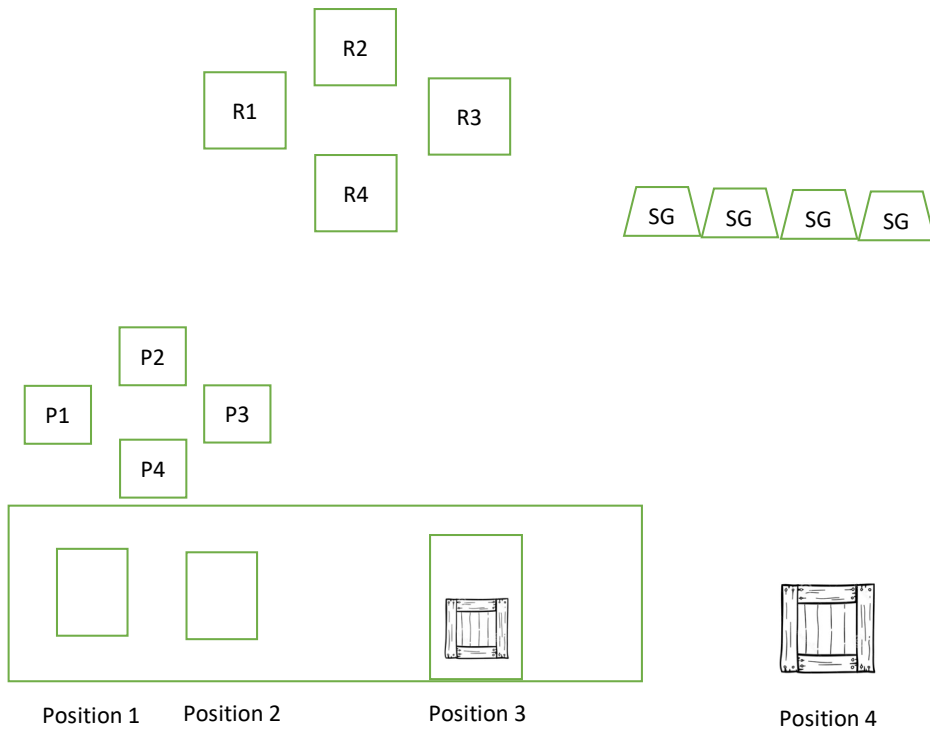 R2
R1
R3
R4
SG SG SG SG
P2
P1
P3
P4
Position 1
Position 2
Position 3
Position 4